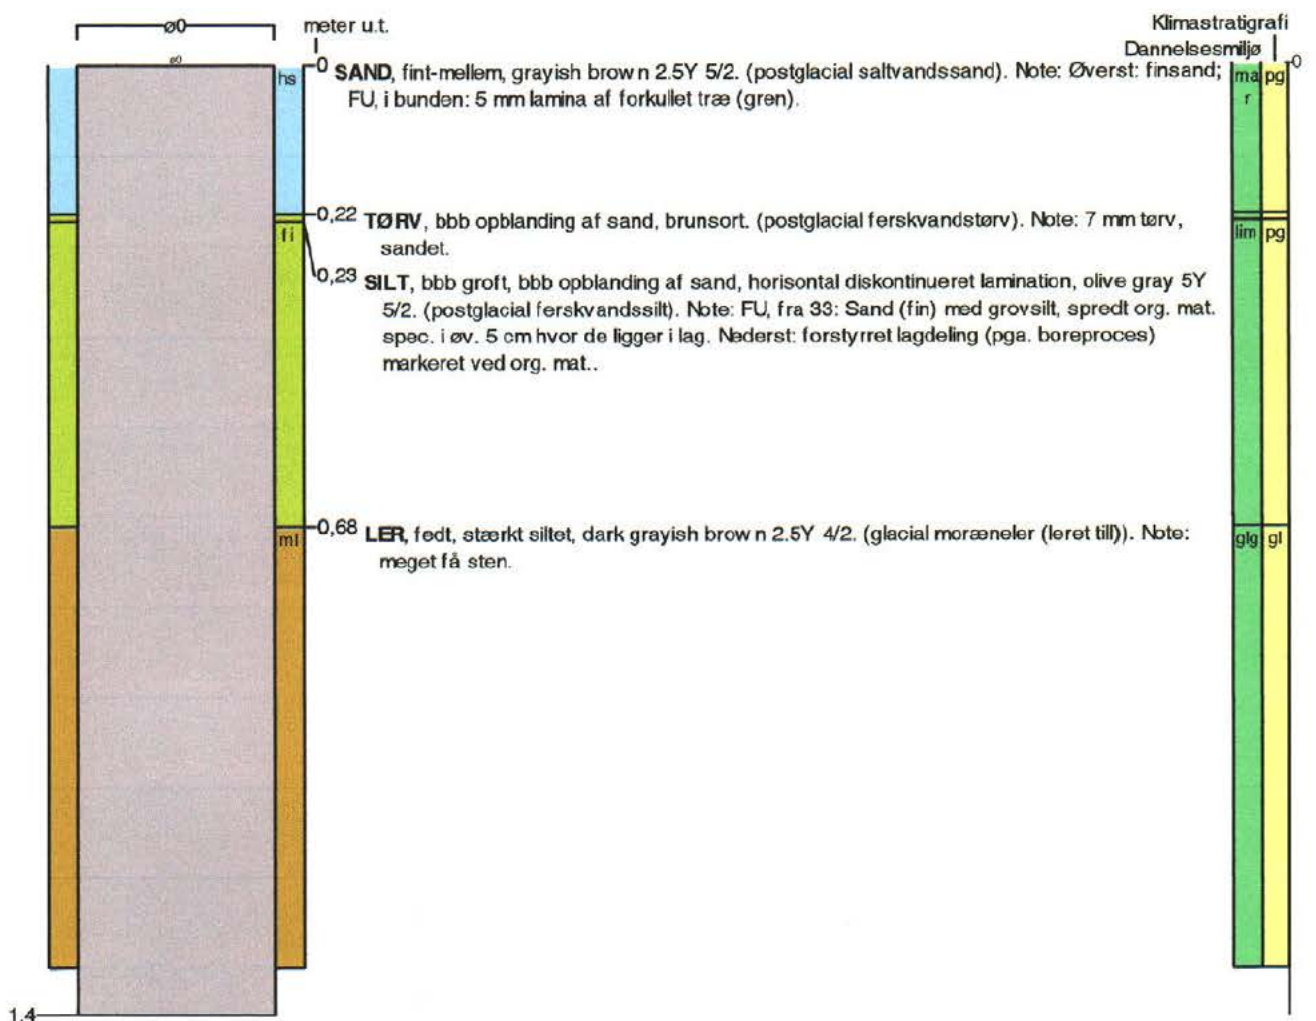 ø0
meter u.t.
Klimastratigrafi
Dannelsesmiljø
ø0
hs
0 SAND, fint-mellem, grayish brown 2.5Y 5/2. (postglacial saltvandssand). Note: Øverst: finsand;
FU, i bunden: 5 mm lamina af forkullet træ (gren).
ma pg
r
0
0,22 TØRV, bbb opblanding af sand, brunsort. (postglacial ferskvandstørv). Note: 7 mm tørv,
sandet.
fi
lim pg
0,23 SILT, bbb groft, bbb opblanding af sand, horisontal diskontinueret lamination, olive gray 5Y
5/2. (postglacial ferskvandssilt). Note: FU, fra 33: Sand (fin) med grovsilt, spredt org. mat.
spec. i øv. 5 cm hvor de ligger i lag. Nederst: forstyrret lagdeling (pga. boreproces)
markeret ved org. mat..
ml
0,68 LER, fedt, stærkt siltet, dark grayish brown 2.5Y 4/2. (glacial moræneler (leret till)). Note:
meget få sten.
glg gl
1.4